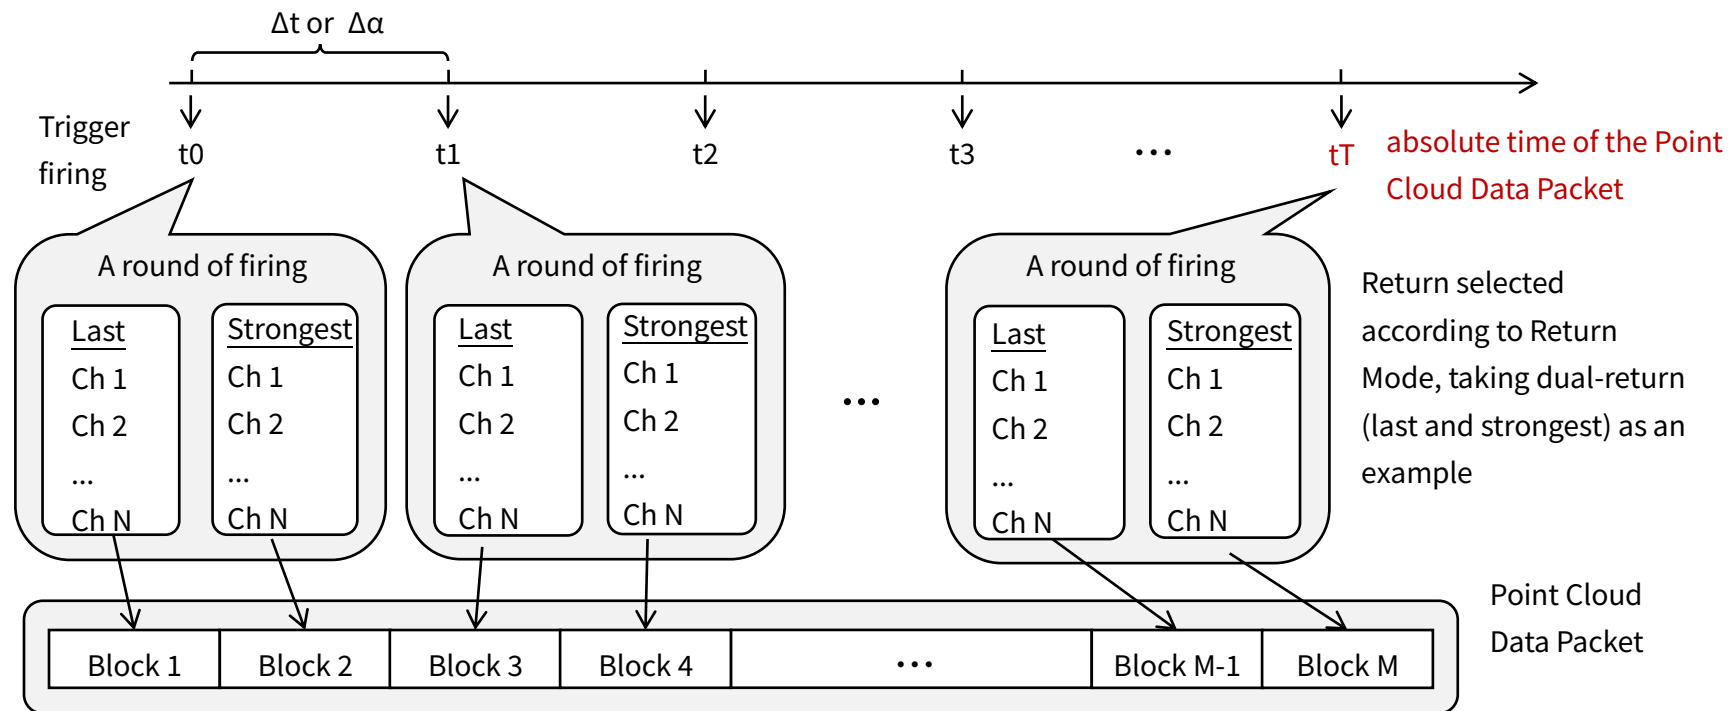 Δt or Δα
Trigger
firing
t0
t1
t2
t3
...
tT
absolute time of the Point
Cloud Data Packet
A round of firing
Last
Ch 1
Ch 2
...
Ch N
Strongest
Ch 1
Ch 2
...
Ch N
A round of firing
Last
Ch 1
Ch 2
...
Ch N
Strongest
Ch 1
Ch 2
...
Ch N
...
A round of firing
Last
Ch 1
Ch 2
...
Ch N
Strongest
Ch 1
Ch 2
...
Ch N
Return selected
according to Return
Mode, taking dual-return
(last and strongest) as an
example
Block 1
Block 2
Block 3
Block 4
...
Block M-1
Block M
Point Cloud
Data Packet